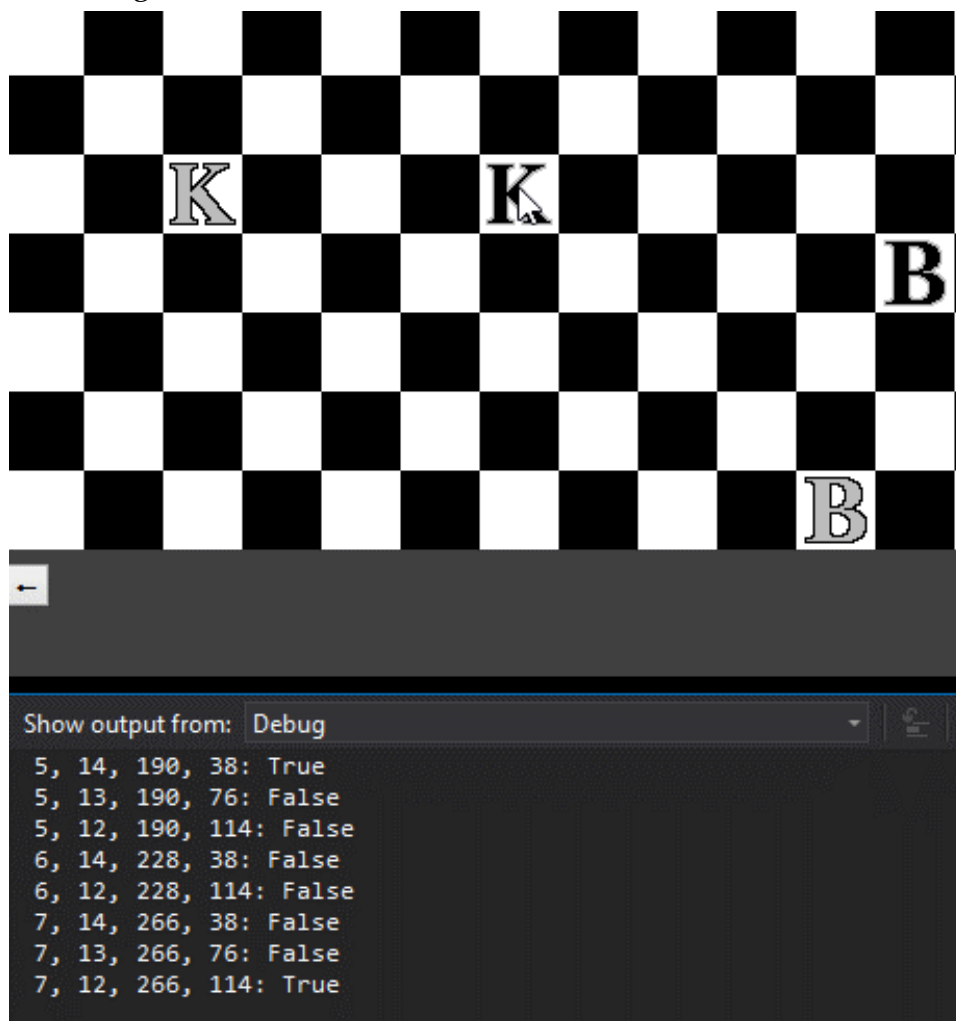 K K
B
B
←
Show output from: Debug
5, 14, 190, 38: True
5, 13, 190, 76: False
5, 12, 190, 114: False
6, 14, 228, 38: False
6, 12, 228, 114: False
7, 14, 266, 38: False
7, 13, 266, 76: False
7, 12, 266, 114: True